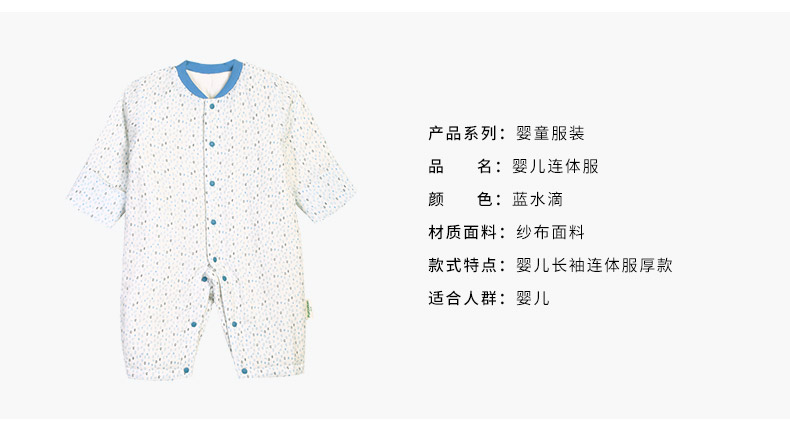 产品系列：婴童服装
品　　名：婴儿连体服
颜　　色：蓝水滴
材质面料：纱布面料
款式特点：婴儿长袖连体服厚款
适合人群：婴儿